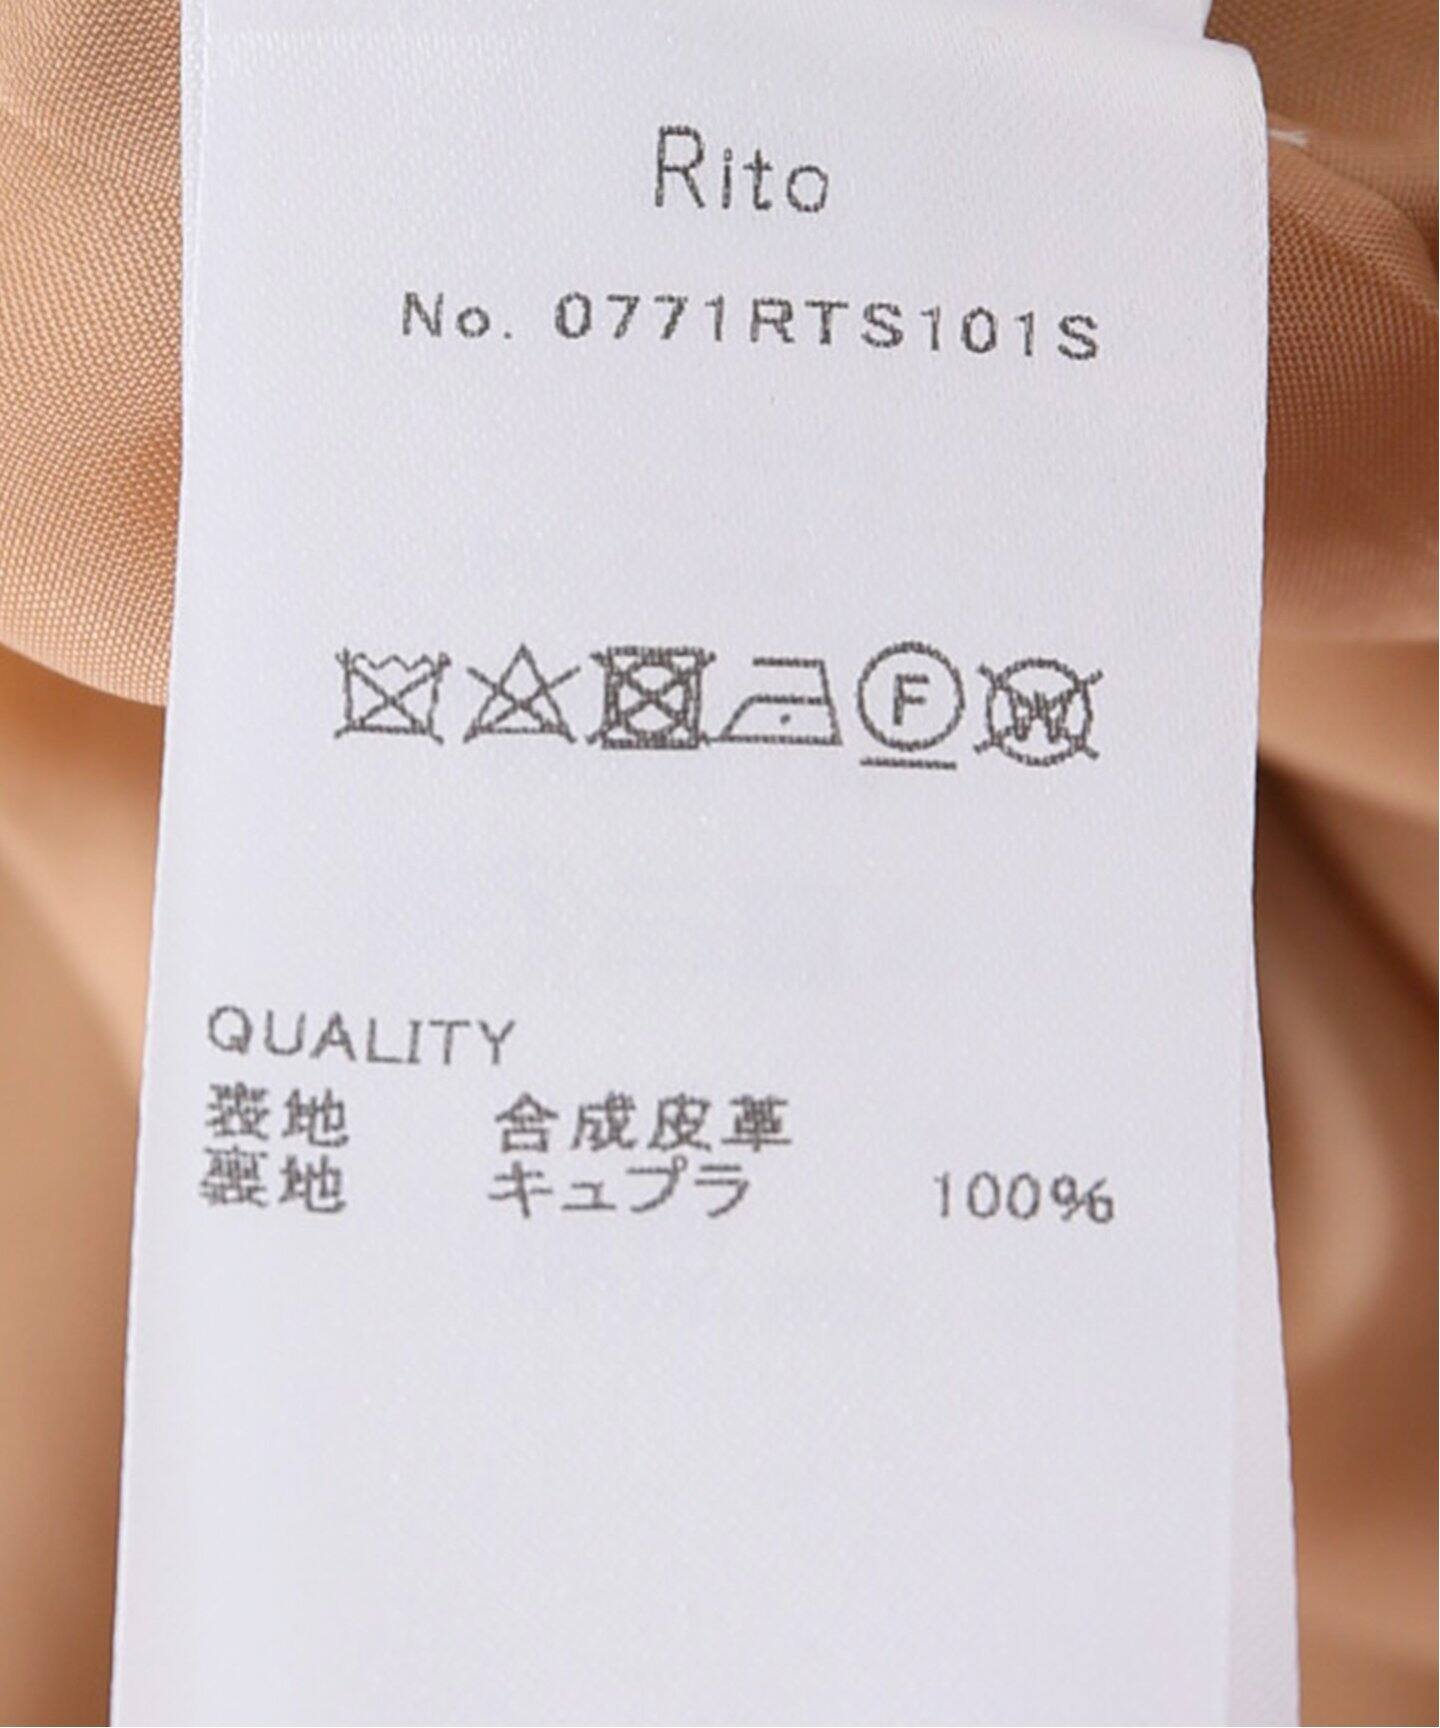 Rito
No. 0771RTS101S
F
W
QUALITY
表地 合成皮革
裏地 キュプラ 100%